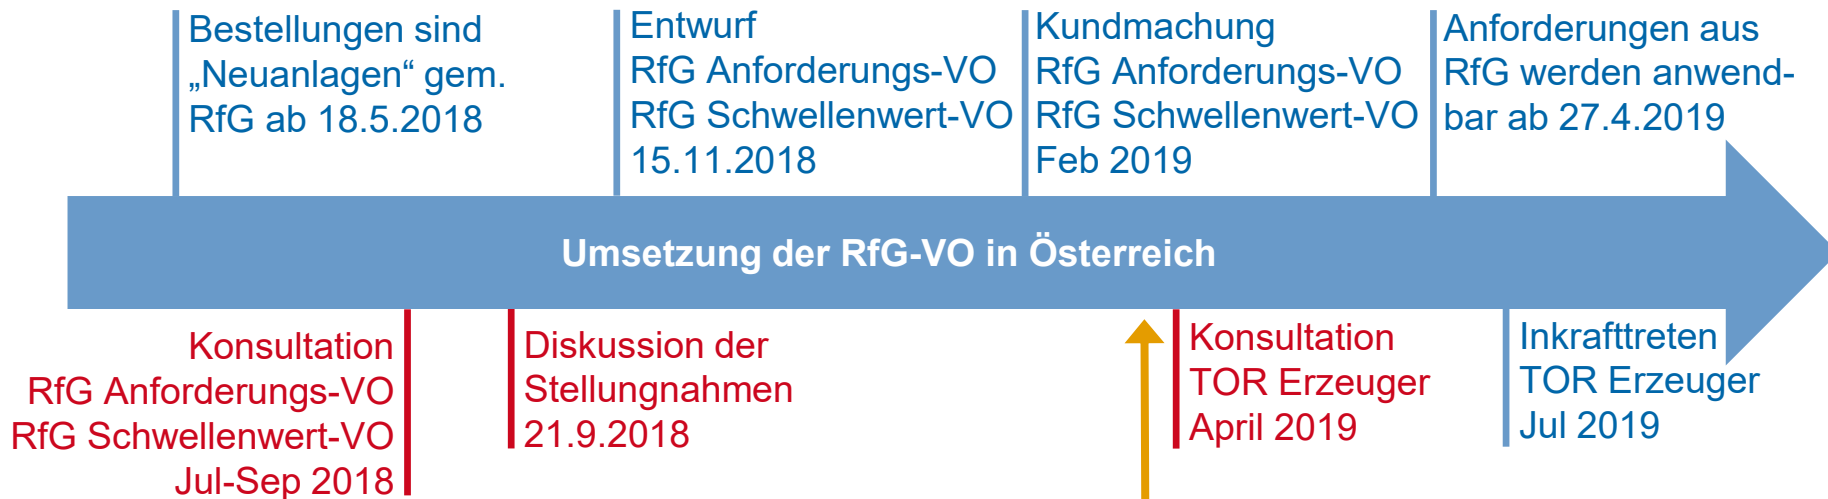 Bestellungen sind
„Neuanlagen“ gem.
RfG ab 18.5.2018
Entwurf
RfG Anforderungs-VO
RfG Schwellenwert-VO
15.11.2018
Kundmachung
RfG Anforderungs-VO
RfG Schwellenwert-VO
Feb 2019
Anforderungen aus
RfG werden anwend-
bar ab 27.4.2019
Umsetzung der RfG-VO in Österreich
Konsultation
RfG Anforderungs-VO
RfG Schwellenwert-VO
Jul-Sep 2018
Diskussion der
Stellungnahmen
21.9.2018
Konsultation
TOR Erzeuger
April 2019
Inkrafttreten
TOR Erzeuger
Jul 2019